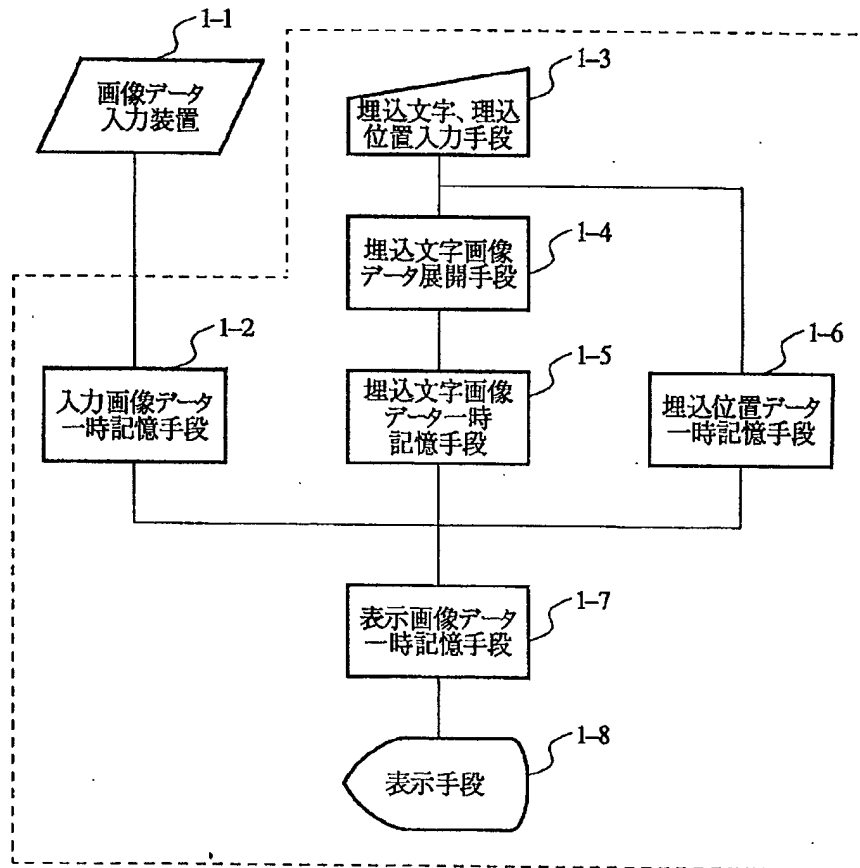 1-1
画像データ
入力装置
1-3
埋込文字、理込
位置入力手段
1-4
埋込文字画像
データ展開手段
1-2
入力画像データ
一時記憶手段
1-5
埋込文字画像
データ一時
記憶手段
1-6
埋込位置データ
一時記憶手段
1-7
表示画像データ
一時記憶手段
1-8
表示手段